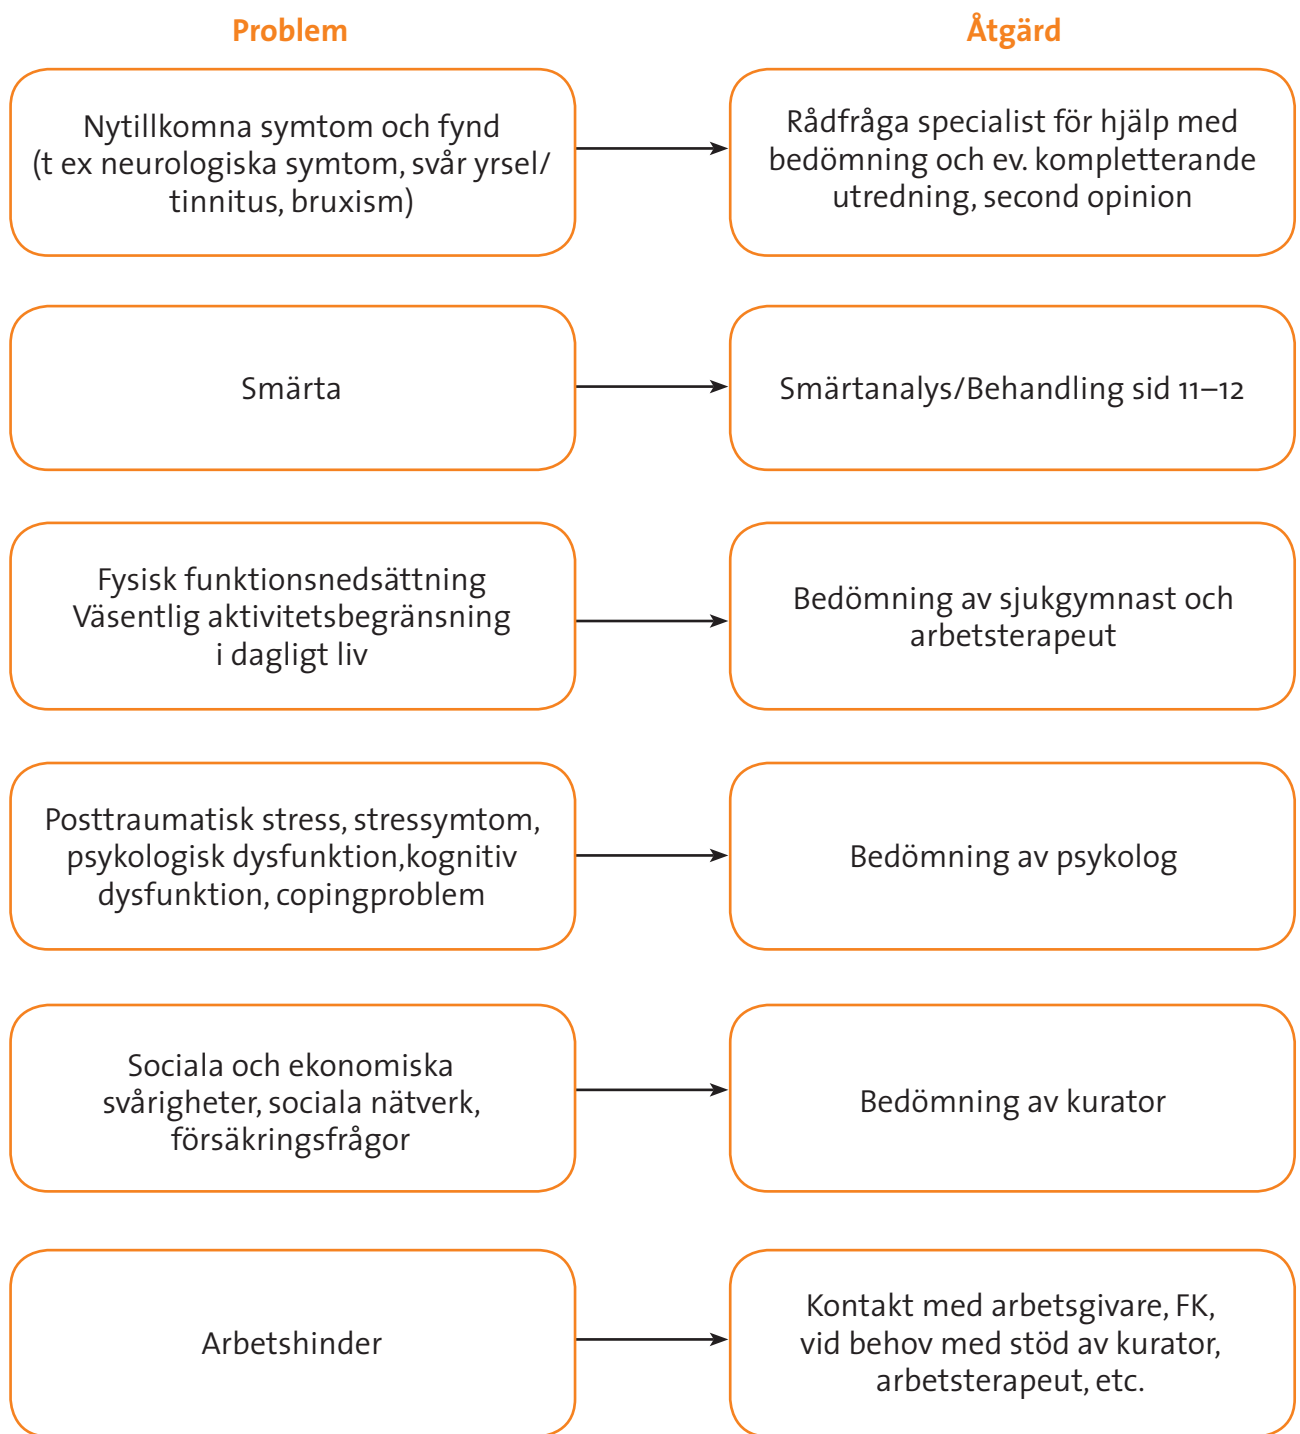 Problem
Åtgärd
Nytillkomna symtom och fynd
(t ex neurologiska symtom, svår yrsel/
tinnitus, bruxism)
Rådfråga specialist för hjälp med
bedömning och ev. kompletterande
utredning, second opinion
Smärta
Smärtanalys/Behandling sid 11–12
Fysisk funktionsnedsättning
Väsentlig aktivitetsbegränsning
i dagligt liv
Bedömning av sjukgymnast och
arbetsterapeut
Posttraumatisk stress, stressymtom,
psykologisk dysfunktion,kognitiv
dysfunktion, copingproblem
Bedömning av psykolog
Sociala och ekonomiska
svårigheter, sociala nätverk,
försäkringsfrågor
Bedömning av kurator
Arbetshinder
Kontakt med arbetsgivare, FK,
vid behov med stöd av kurator,
arbetsterapeut, etc.